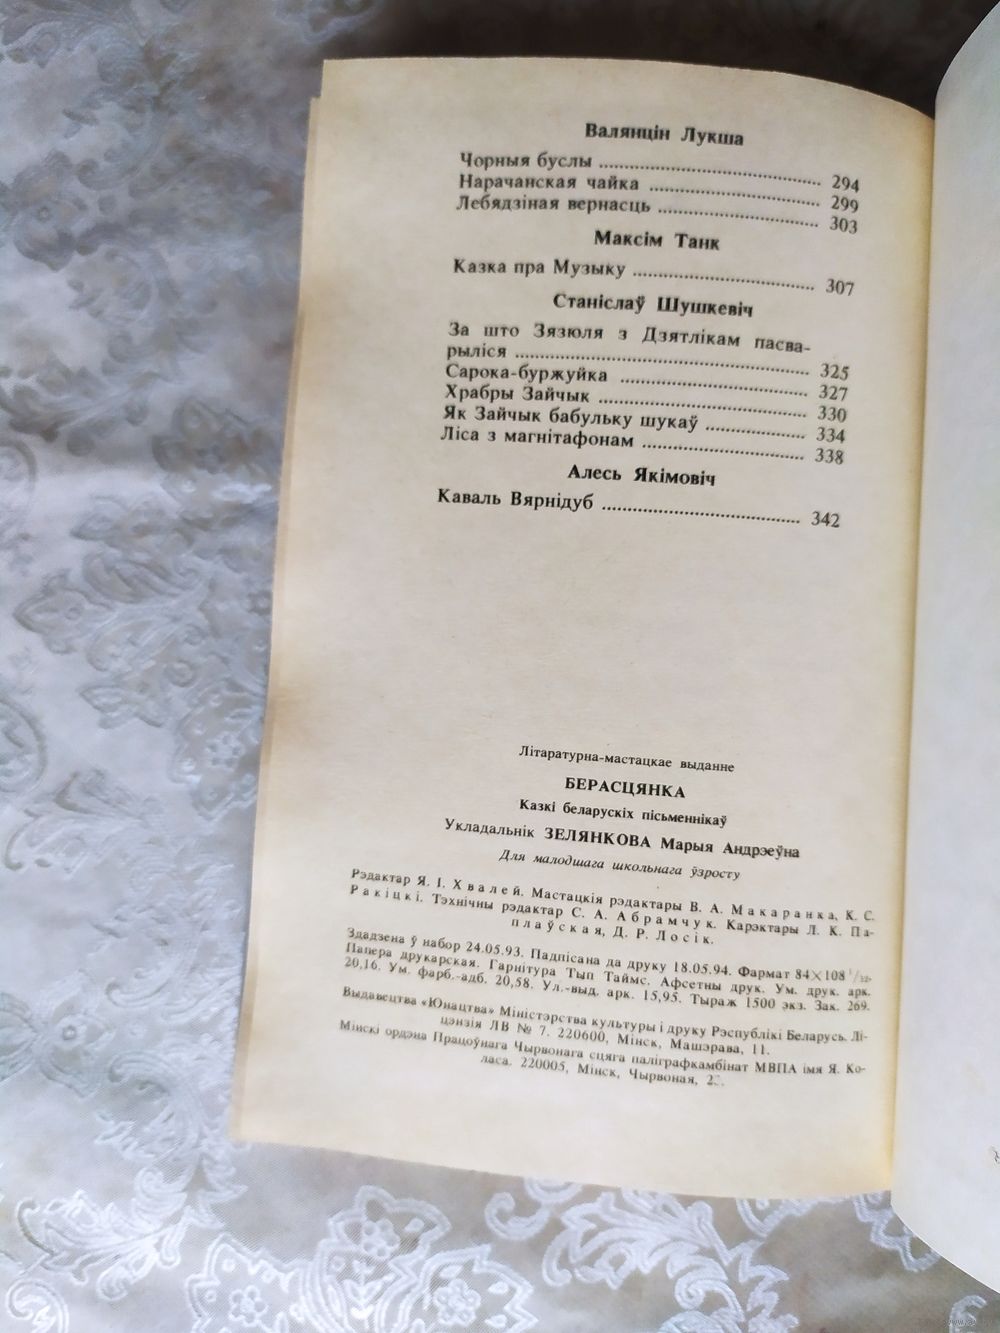 Валянцін Лукша
Чорныя буслы ........................ 294
Нарачанская чайка ........................ 299
Лебядзіная вернасць ........................ 303
Максім Танк
Казка пра Музыку ........................ 307
Станіслаў Шушкевіч
За што Зязюля з Дзятлікам пасва-
рыліся ........................ 325
Сарока-буржуйка ........................ 327
Храбры Зайчык ........................ 330
Як Зайчык бабульку шукаў ........................ 334
Ліса з магнітафонам ........................ 338
Алесь Якімовіч
Каваль Вярнідуб ........................ 342
Літаратурна-мастацкае выданне
БЕРАСЦЯНКА
Казкі беларускіх пісьменнікаў
Укладальнік ЗЕЛЯНКОВА Марыя Андрэеўна
Для малодшага школьнага ўзросту
Рэдактар Я. І. Хвалей. Мастацкія рэдактары В. А. Макаранка, К. С.
Ракіцкі. Тэхнічны рэдактар С. А. Абрамчук. Карэктары Л. К. Па-
плаўская, Д. Р. Лосік.
Здадзена ў набор 24.05.93. Падпісана да друку 18.05.94. Фармат 84×108 1/32.
Папера друкарская. Гарнітура Тып Таймс. Афсетны друк. Ум. друк. арк.
20,16. Ум. фарб.-адб. 20,58. Ул.-выд. арк. 15,95. Тыраж 1500 экз. Зак. 269.
Выдавецтва «Юнацтва» Міністэрства культуры і друку Рэспублікі Беларусь. Лі-
цэнзія ЛВ № 7. 220600, Мінск, Машэрава, 11.
Мінскі ордэна Працоўнага Чырвонага сцяга паліграфкамбінат МВПА імя Я. Ко-
ласа. 220005, Мінск, Чырвоная,